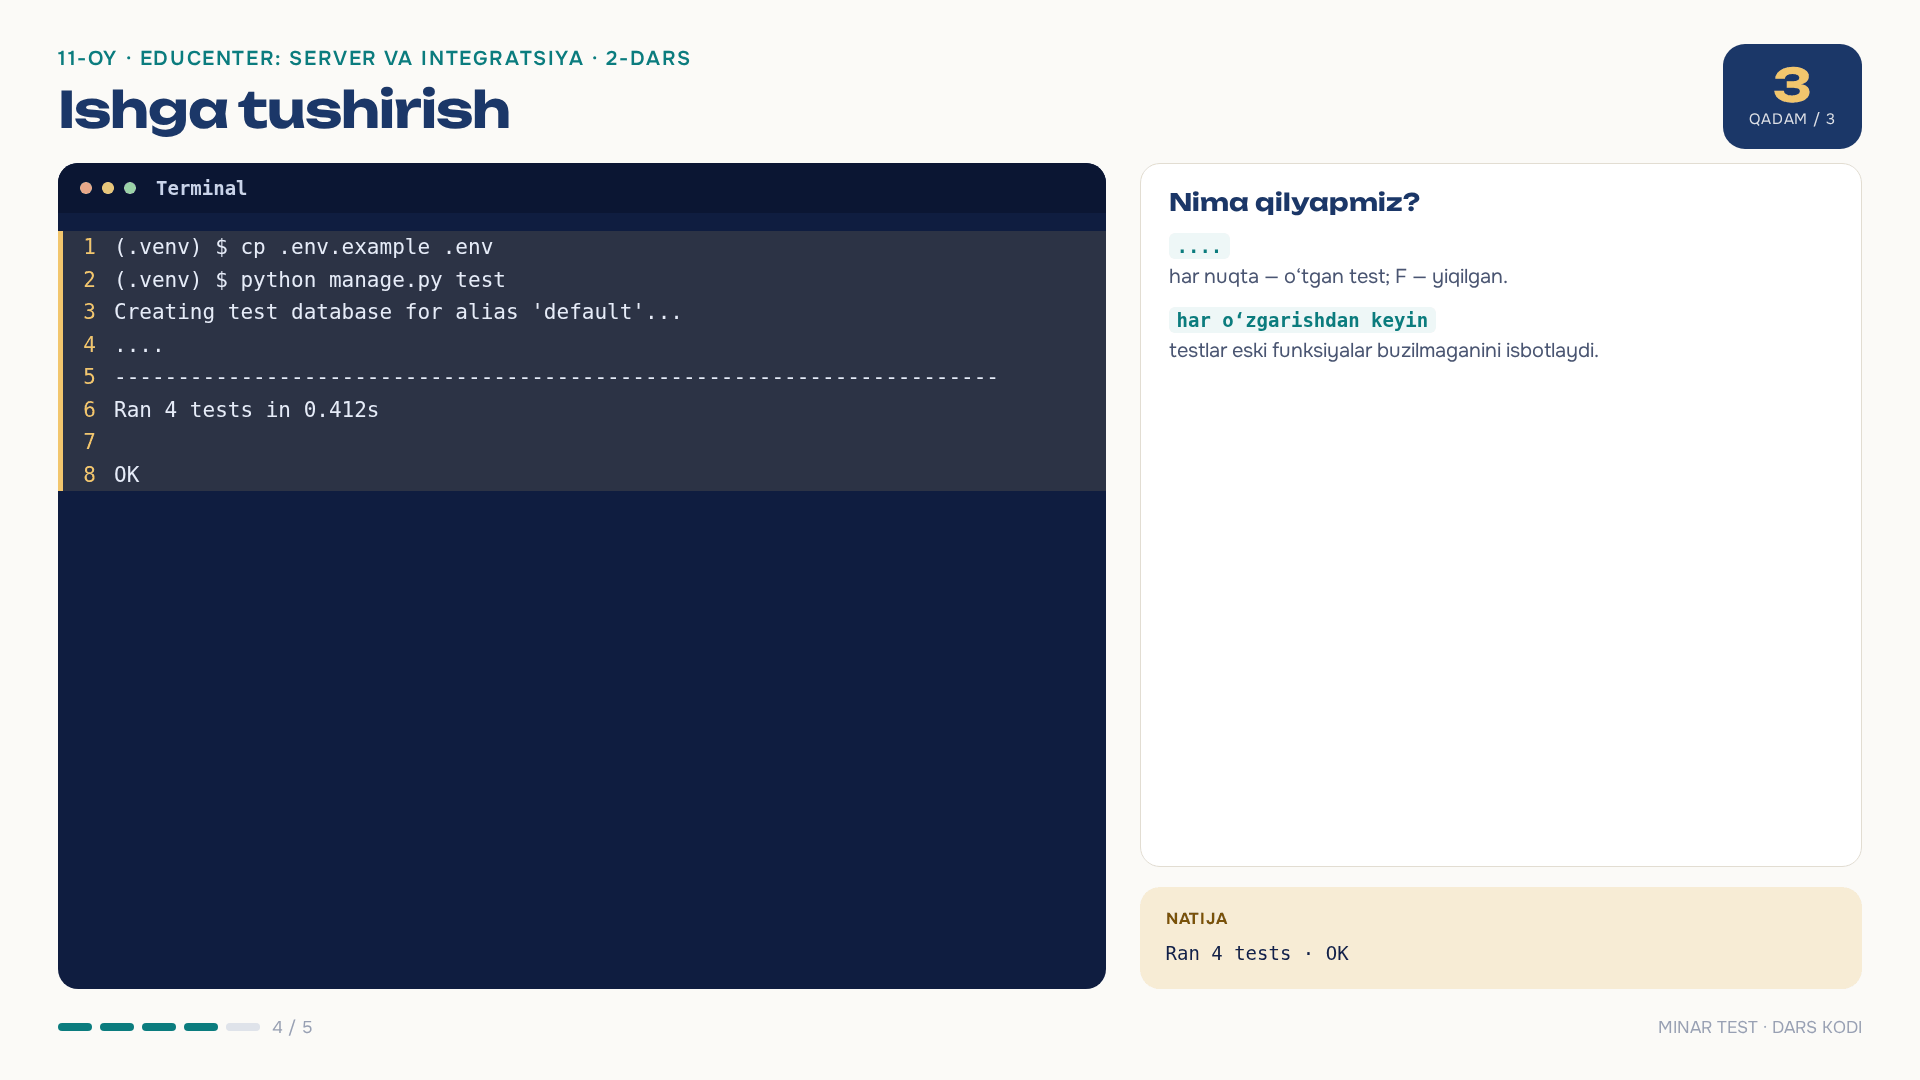 11-OY · EDUCENTER: SERVER VA INTEGRATSIYA · 2-DARS
Ishga tushirish
3
QADAM / 3
Terminal
1 (.venv) $ cp .env.example .env
2 (.venv) $ python manage.py test
3 Creating test database for alias 'default'...
4 ....
5 ----------------------------------------------------------------------
6 Ran 4 tests in 0.412s
7
8 OK
Nima qilyapmiz?
....
har nuqta — o‘tgan test; F — yiqilgan.
har o‘zgarishdan keyin
testlar eski funksiyalar buzilmaganini isbotlaydi.
NATIJA
Ran 4 tests · OK
4 / 5
MINAR TEST · DARS KODI